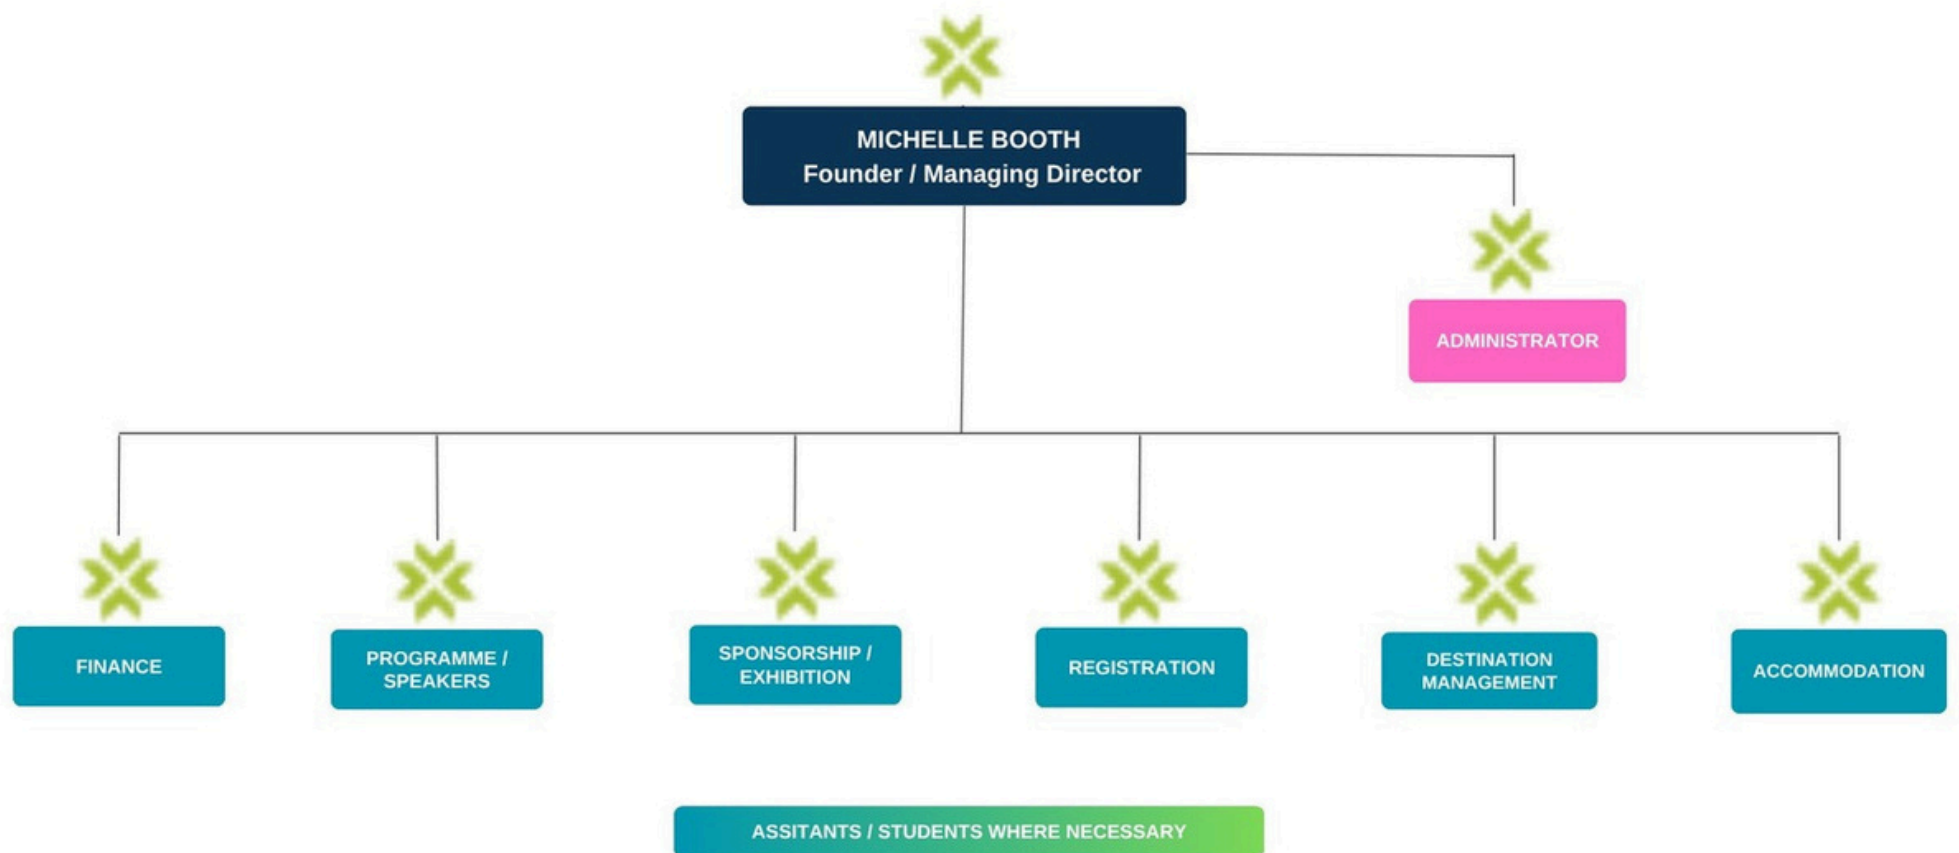 MICHELLE BOOTH
Founder / Managing Director
ADMINISTRATOR
FINANCE
PROGRAMME /
SPEAKERS
SPONSORSHIP /
EXHIBITION
REGISTRATION
DESTINATION
MANAGEMENT
ACCOMMODATION
ASSITANTS / STUDENTS WHERE NECESSARY